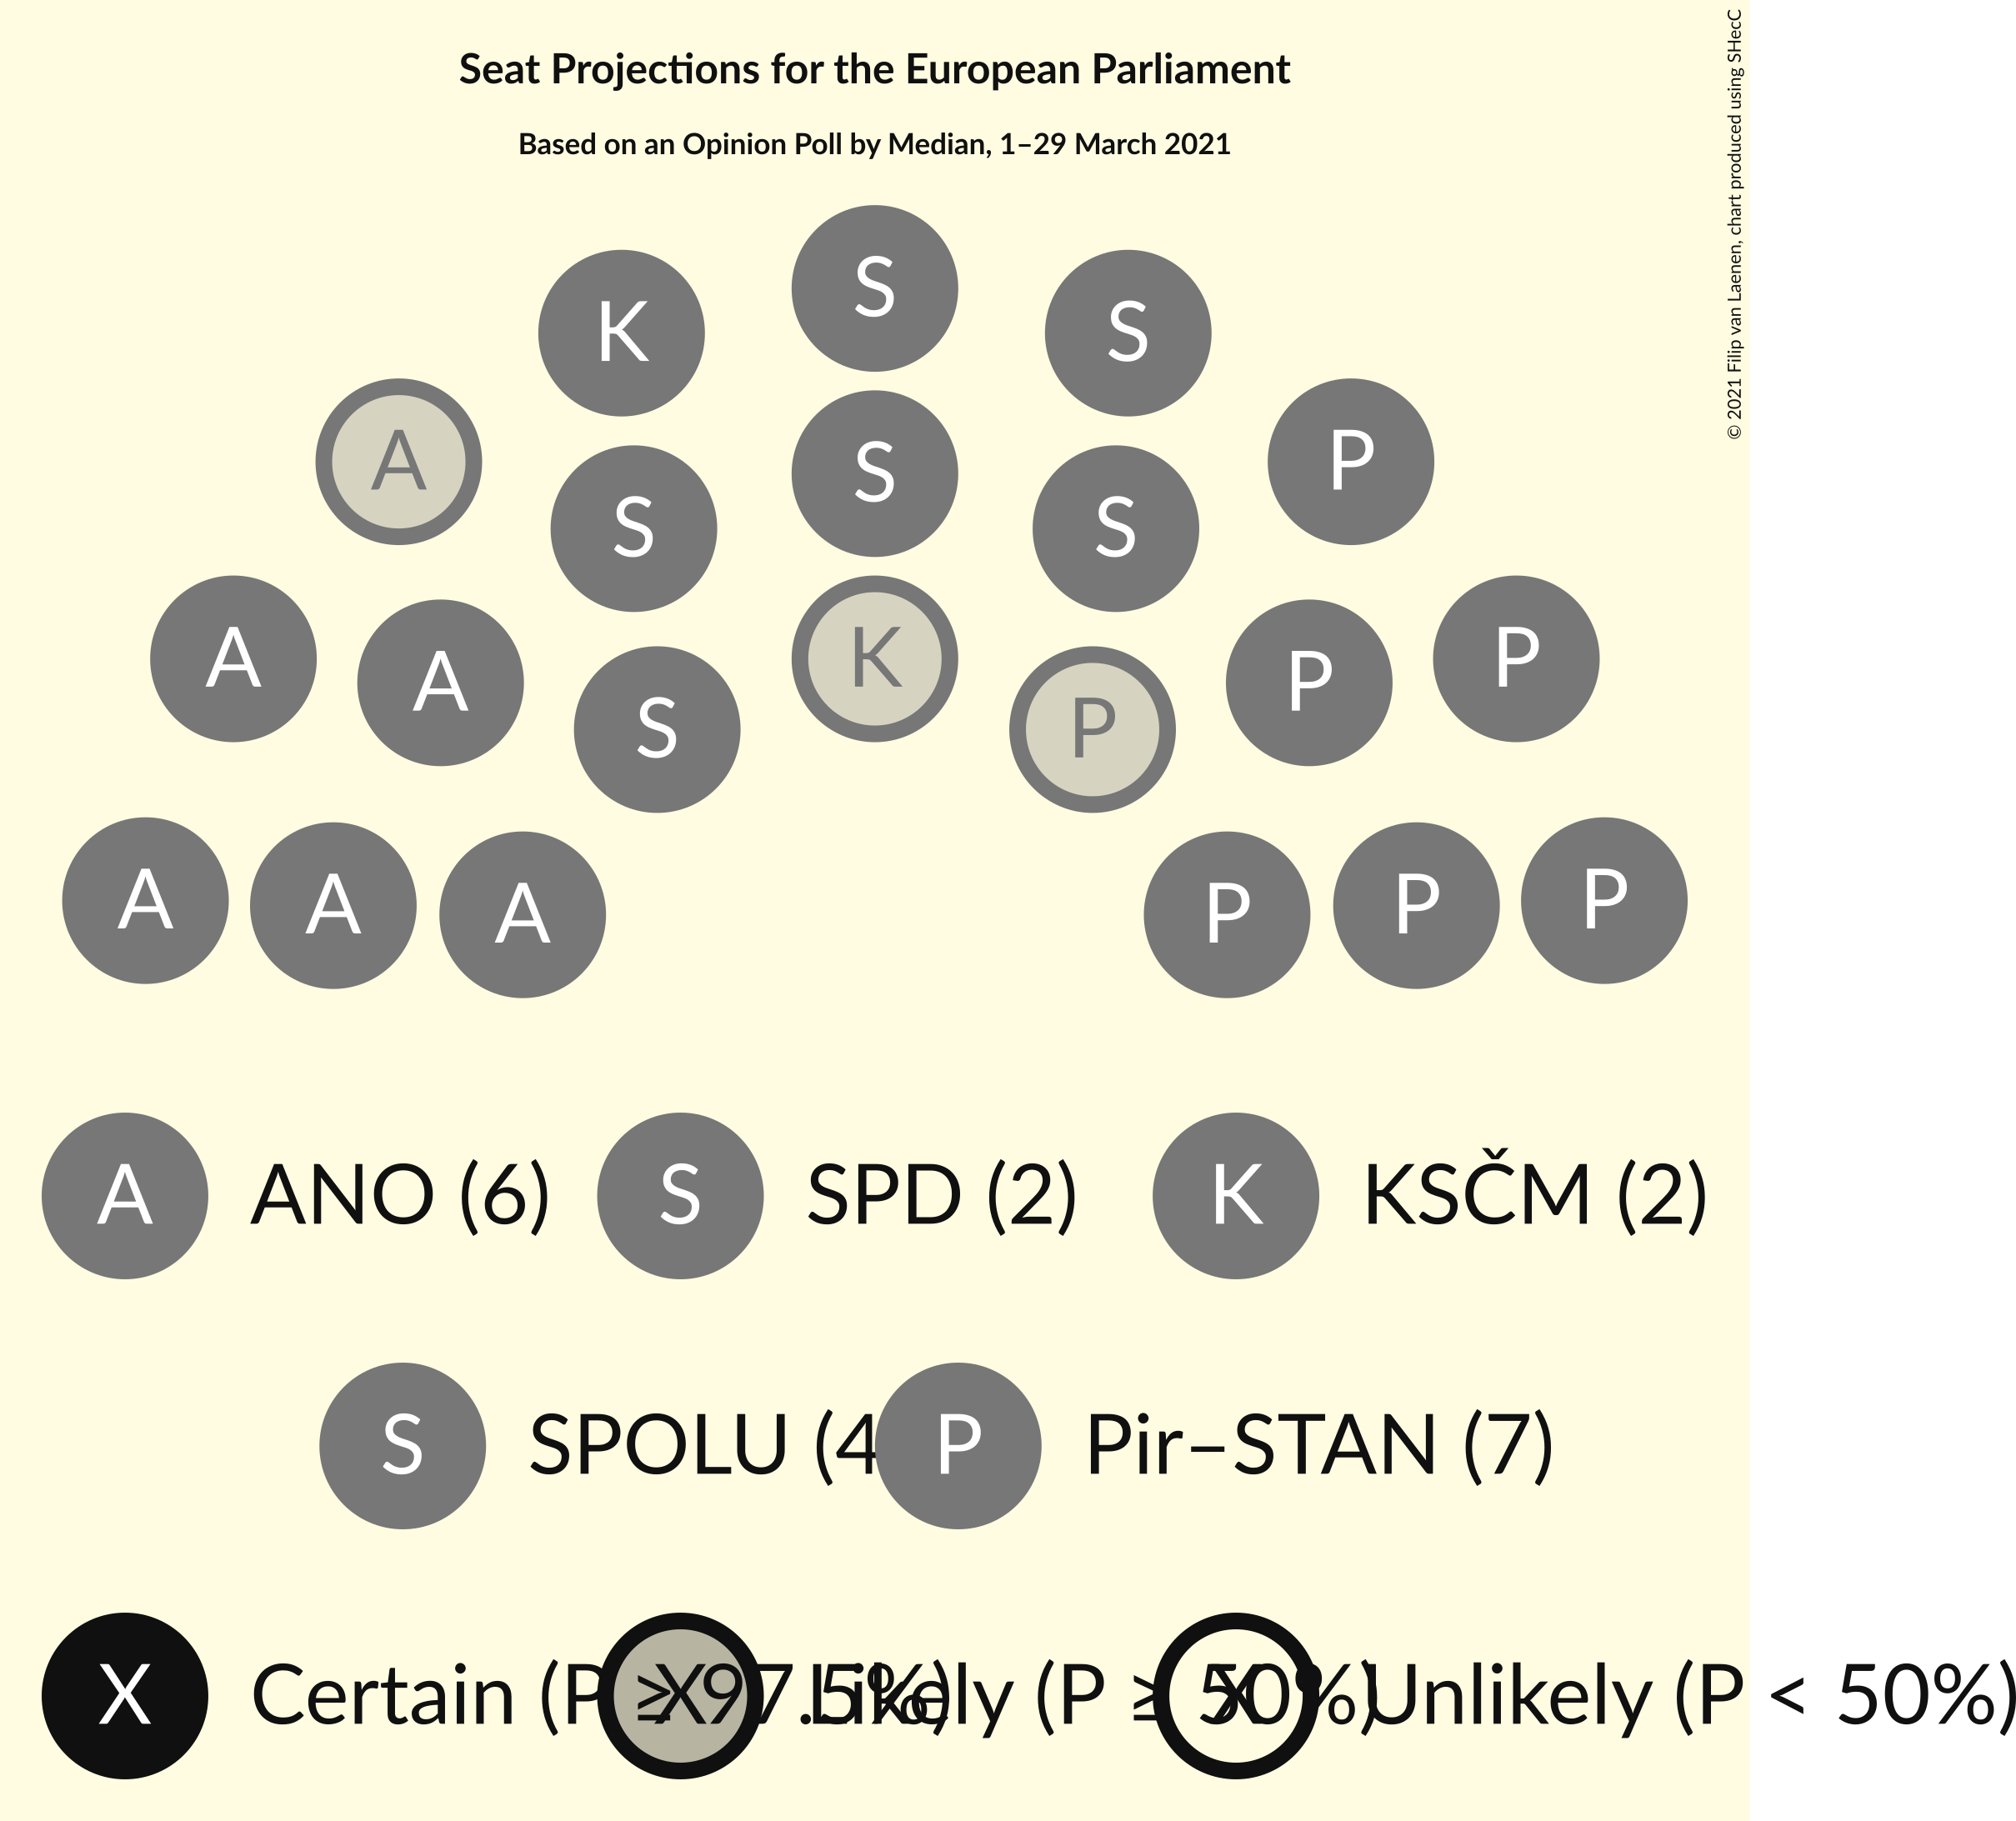 Seat Projections for the European Parliament
Based on an Opinion Poll by Median, 1–29 March 2021
© 2021 Filip van Laenen, chart produced using SHecC
S
K S
S
A P
S S
K
A P
A P
S P
A P
A P
A P
A ANO (6) S SPD (2) K KSČM (2)
S SPOLU (4 P Pir–STAN (7)
X Certain (P ≥ 97.5%) X Likely (P ≥ 50%) X Unlikely (P < 50%)